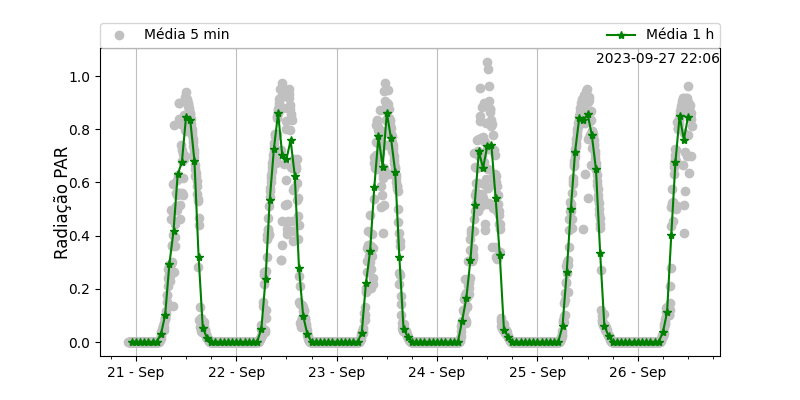 Média 5 min
Média 1 h
2023-09-27 22:06
Radiação PAR
1.0
0.8
0.6
0.4
0.2
0.0
21 - Sep
22 - Sep
23 - Sep
24 - Sep
25 - Sep
26 - Sep